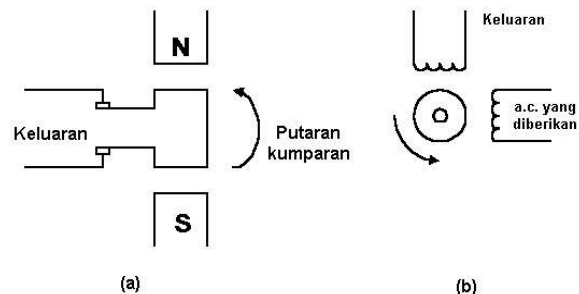 N
Keluaran
Putaran
kumparan
S
(a)
Keluaran
a.c. yang
diberikan
(b)